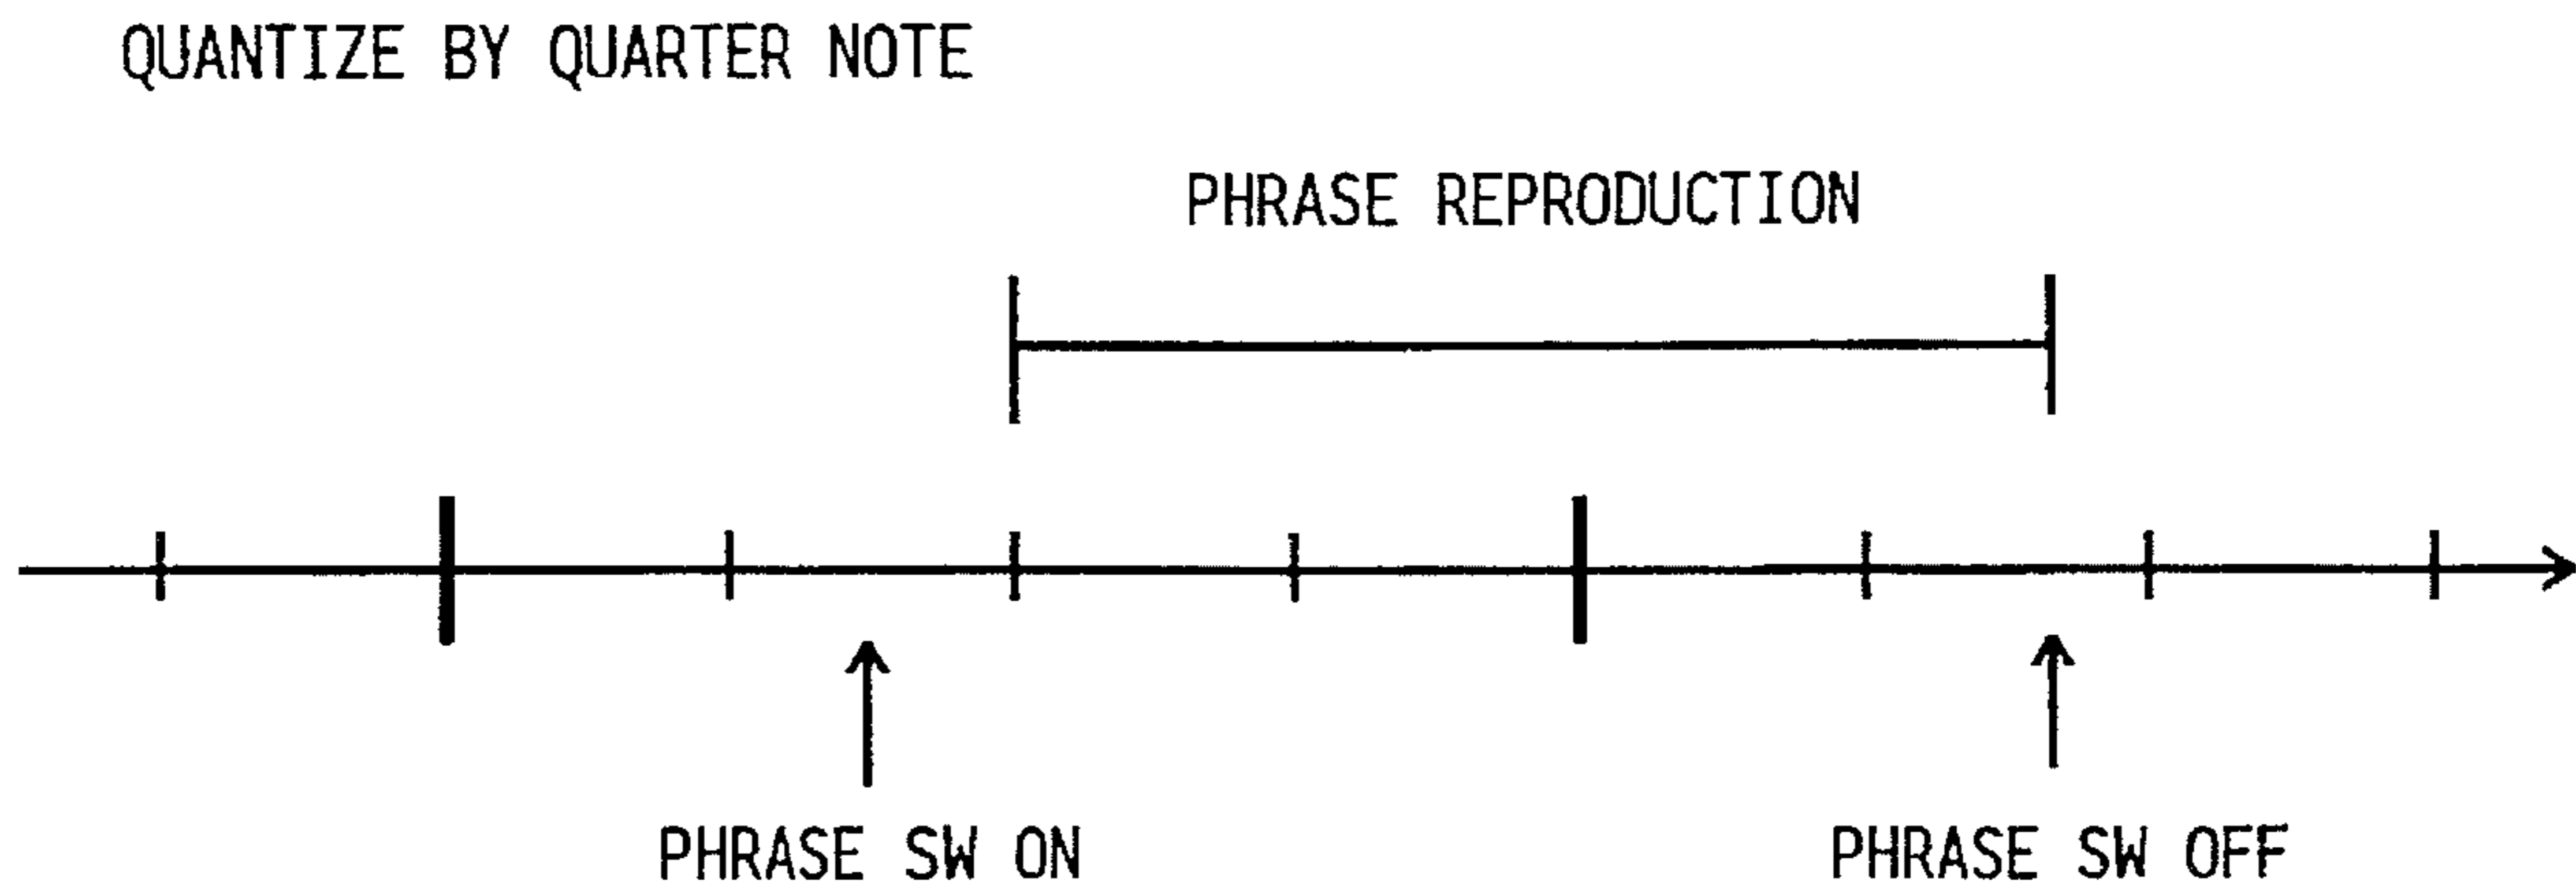 QUANTIZE BY QUARTER NOTE
PHRASE REPRODUCTION
PHRASE SW ON
PHRASE SW OFF